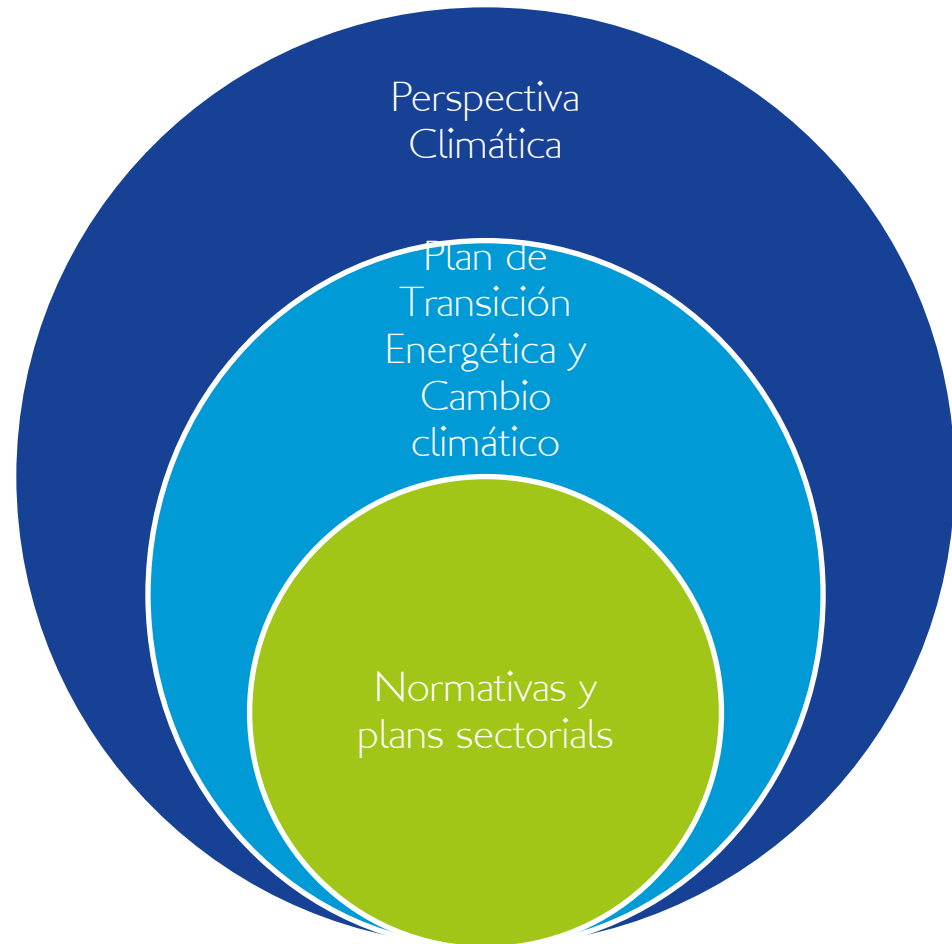 Perspectiva
Climática
Plan de
Transición
Energética y
Cambio
climático
Normativas y
plans sectorials